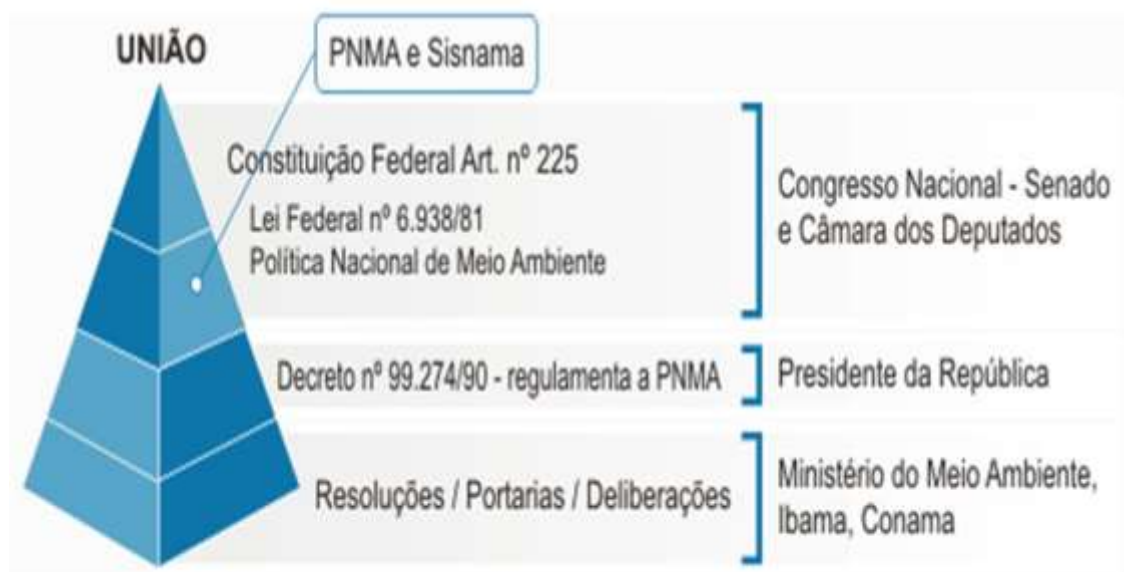 UNIÃO
PNMA e Sisnama
Constituição Federal Art. nº 225
Lei Federal nº 6.938/81
Política Nacional de Meio Ambiente
Congresso Nacional - Senado
e Câmara dos Deputados
Decreto nº 99.274/90 - regulamenta a PNMA
Presidente da República
Resoluções / Portarias / Deliberações
Ministério do Meio Ambiente,
Ibama, Conama